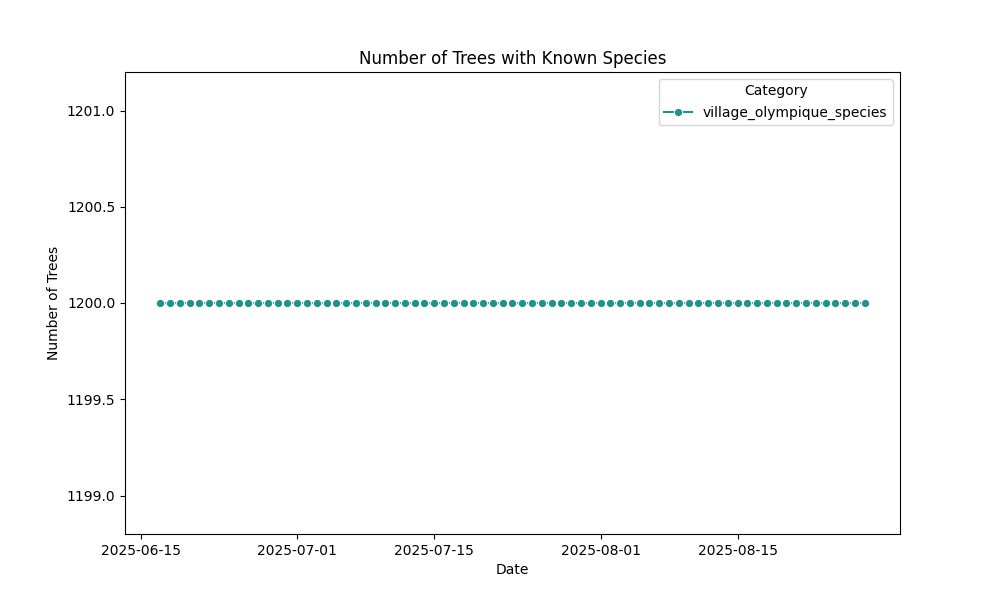 Number of Trees with Known Species
Category
village_olympique_species
1201.0
1200.5
1200.0
1199.5
1199.0
Number of Trees
2025-06-15
2025-07-01
2025-07-15
2025-08-01
2025-08-15
Date